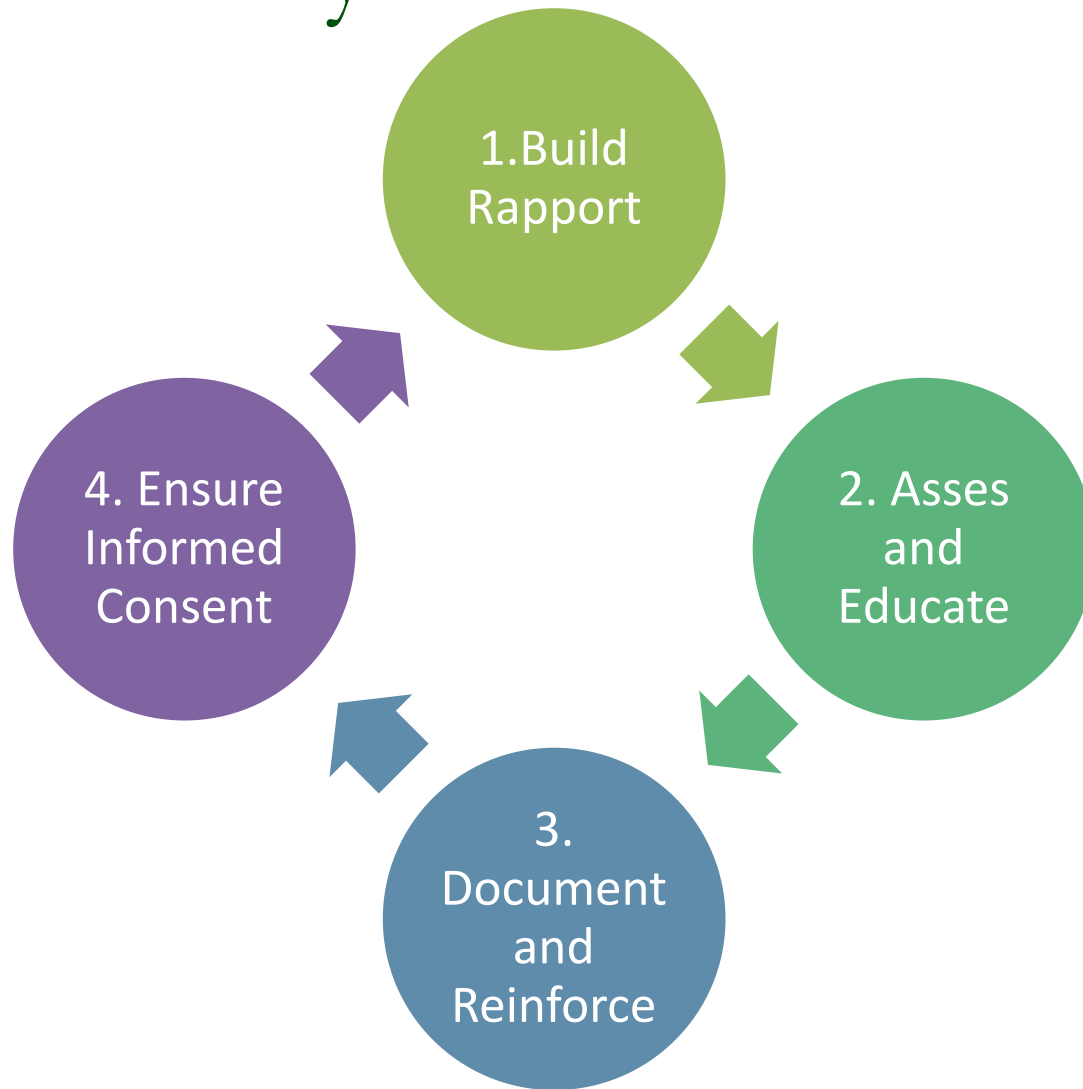 1.Build
Rapport
2. Asses
and
Educate
3.
Document
and
Reinforce
4. Ensure
Informed
Consent